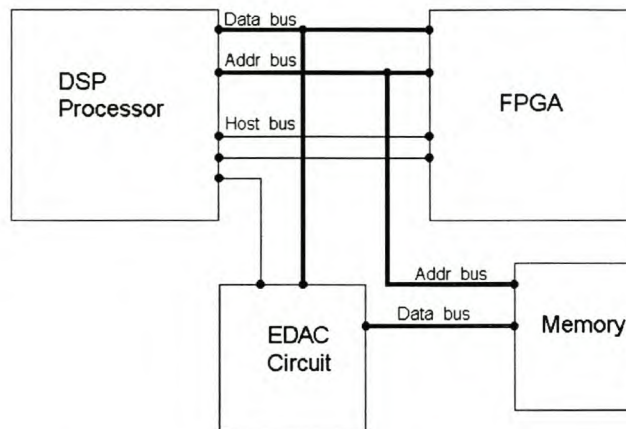 Data bus
Addr bus
DSP
Processor
FPGA
Host bus
Addr bus
Data bus
Memory
EDAC
Circuit